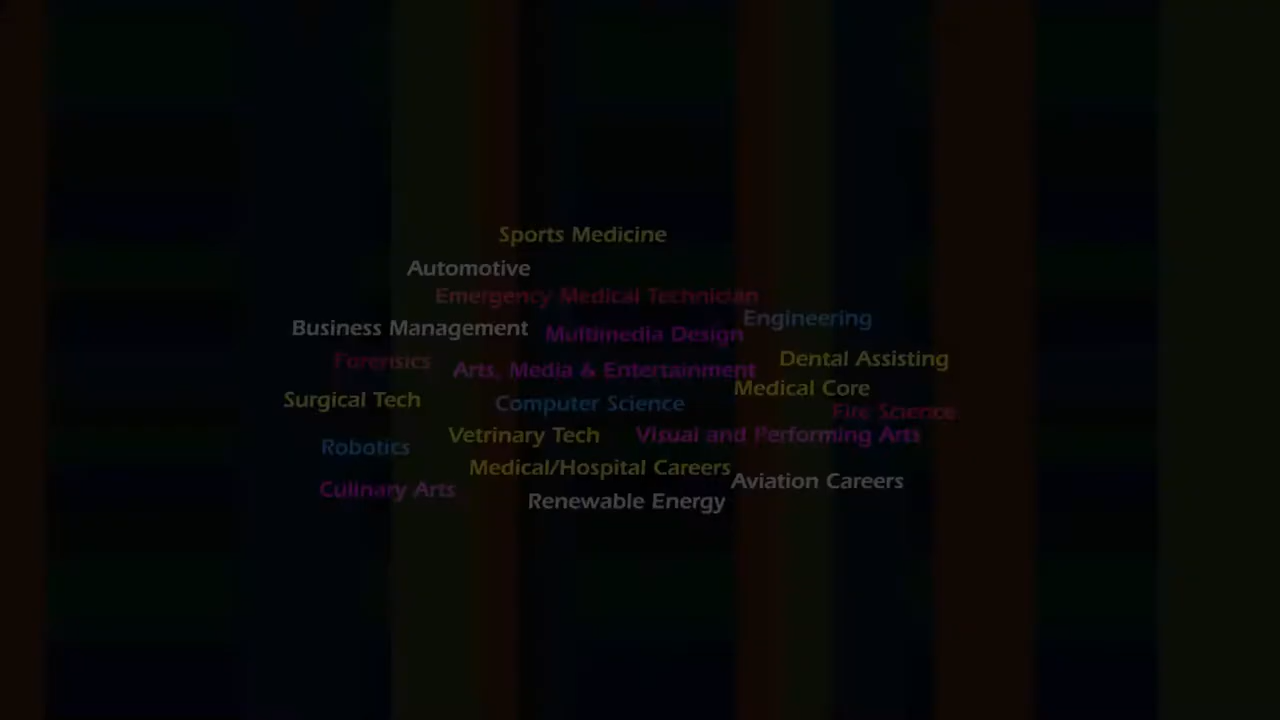 Sports Medicine
Automotive
Emergency Medical Technician
Engineering
Business Management
Multimedia Design
Forensics
Arts, Media & Entertainment
Dental Assisting
Medical Core
Surgical Tech
Computer Science
Fire Science
Vetrinary Tech
Visual and Performing Arts
Robotics
Medical/Hospital Careers
Aviation Careers
Culinary Arts
Renewable Energy